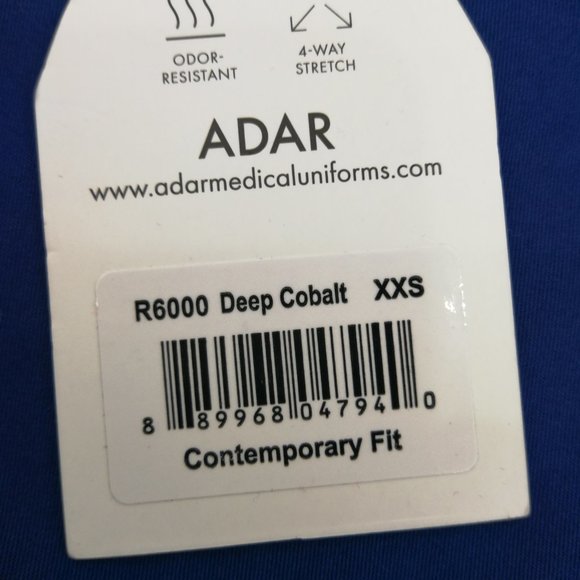 ODOR-
RESISTANT
4-WAY
STRETCH
ADAR
www.adarmedicaluniforms.com
R6000 Deep Cobalt XXS
8 89968 04794 0
Contemporary Fit